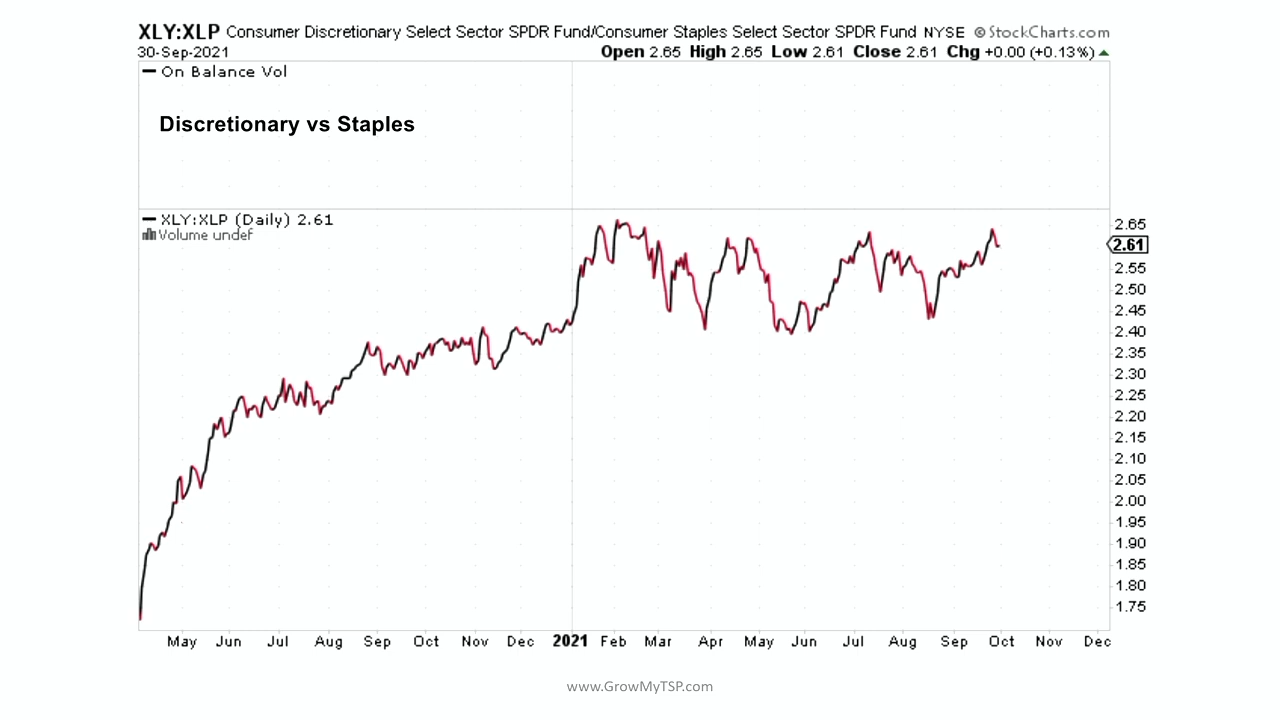 XLY:XLP Consumer Discretionary Select Sector SPDR Fund/Consumer Staples Select Sector SPDR Fund NYSE © StockCharts.com
30-Sep-2021 Open 2.65 High 2.65 Low 2.61 Close 2.61 Chg +0.00 (+0.13%)
On Balance Vol
Discretionary vs Staples
XLY:XLP (Daily) 2.61
Volume undef
2.65
2.61
2.55
2.50
2.45
2.40
2.35
2.30
2.25
2.20
2.15
2.10
2.05
2.00
1.95
1.90
1.85
1.80
1.75
May Jun Jul Aug Sep Oct Nov Dec 2021 Feb Mar Apr May Jun Jul Aug Sep Oct Nov Dec
www.GrowMyTSP.com